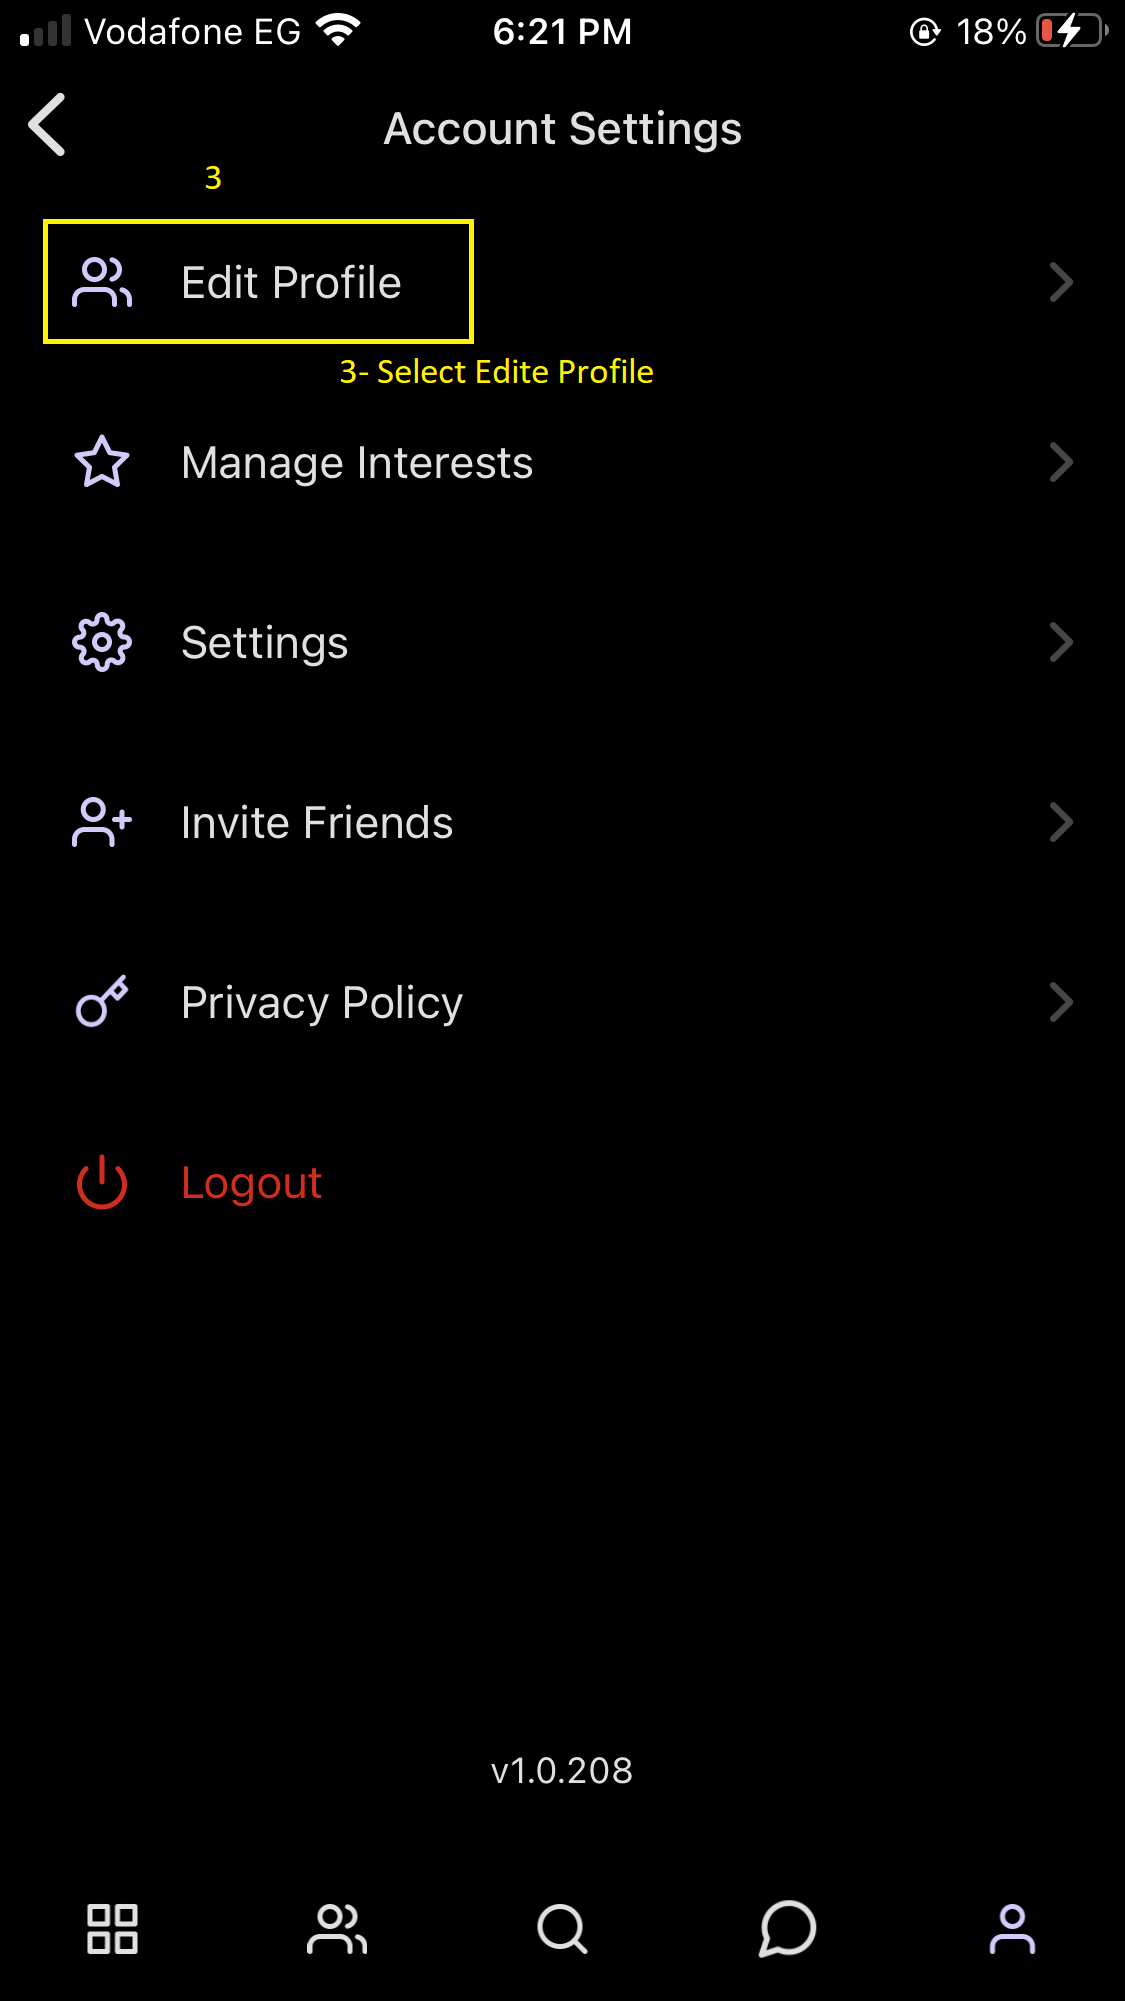 Vodafone EG 6:21 PM 18%
Account Settings
3
Edit Profile
3- Select Edite Profile
Manage Interests
Settings
Invite Friends
Privacy Policy
Logout
v1.0.208